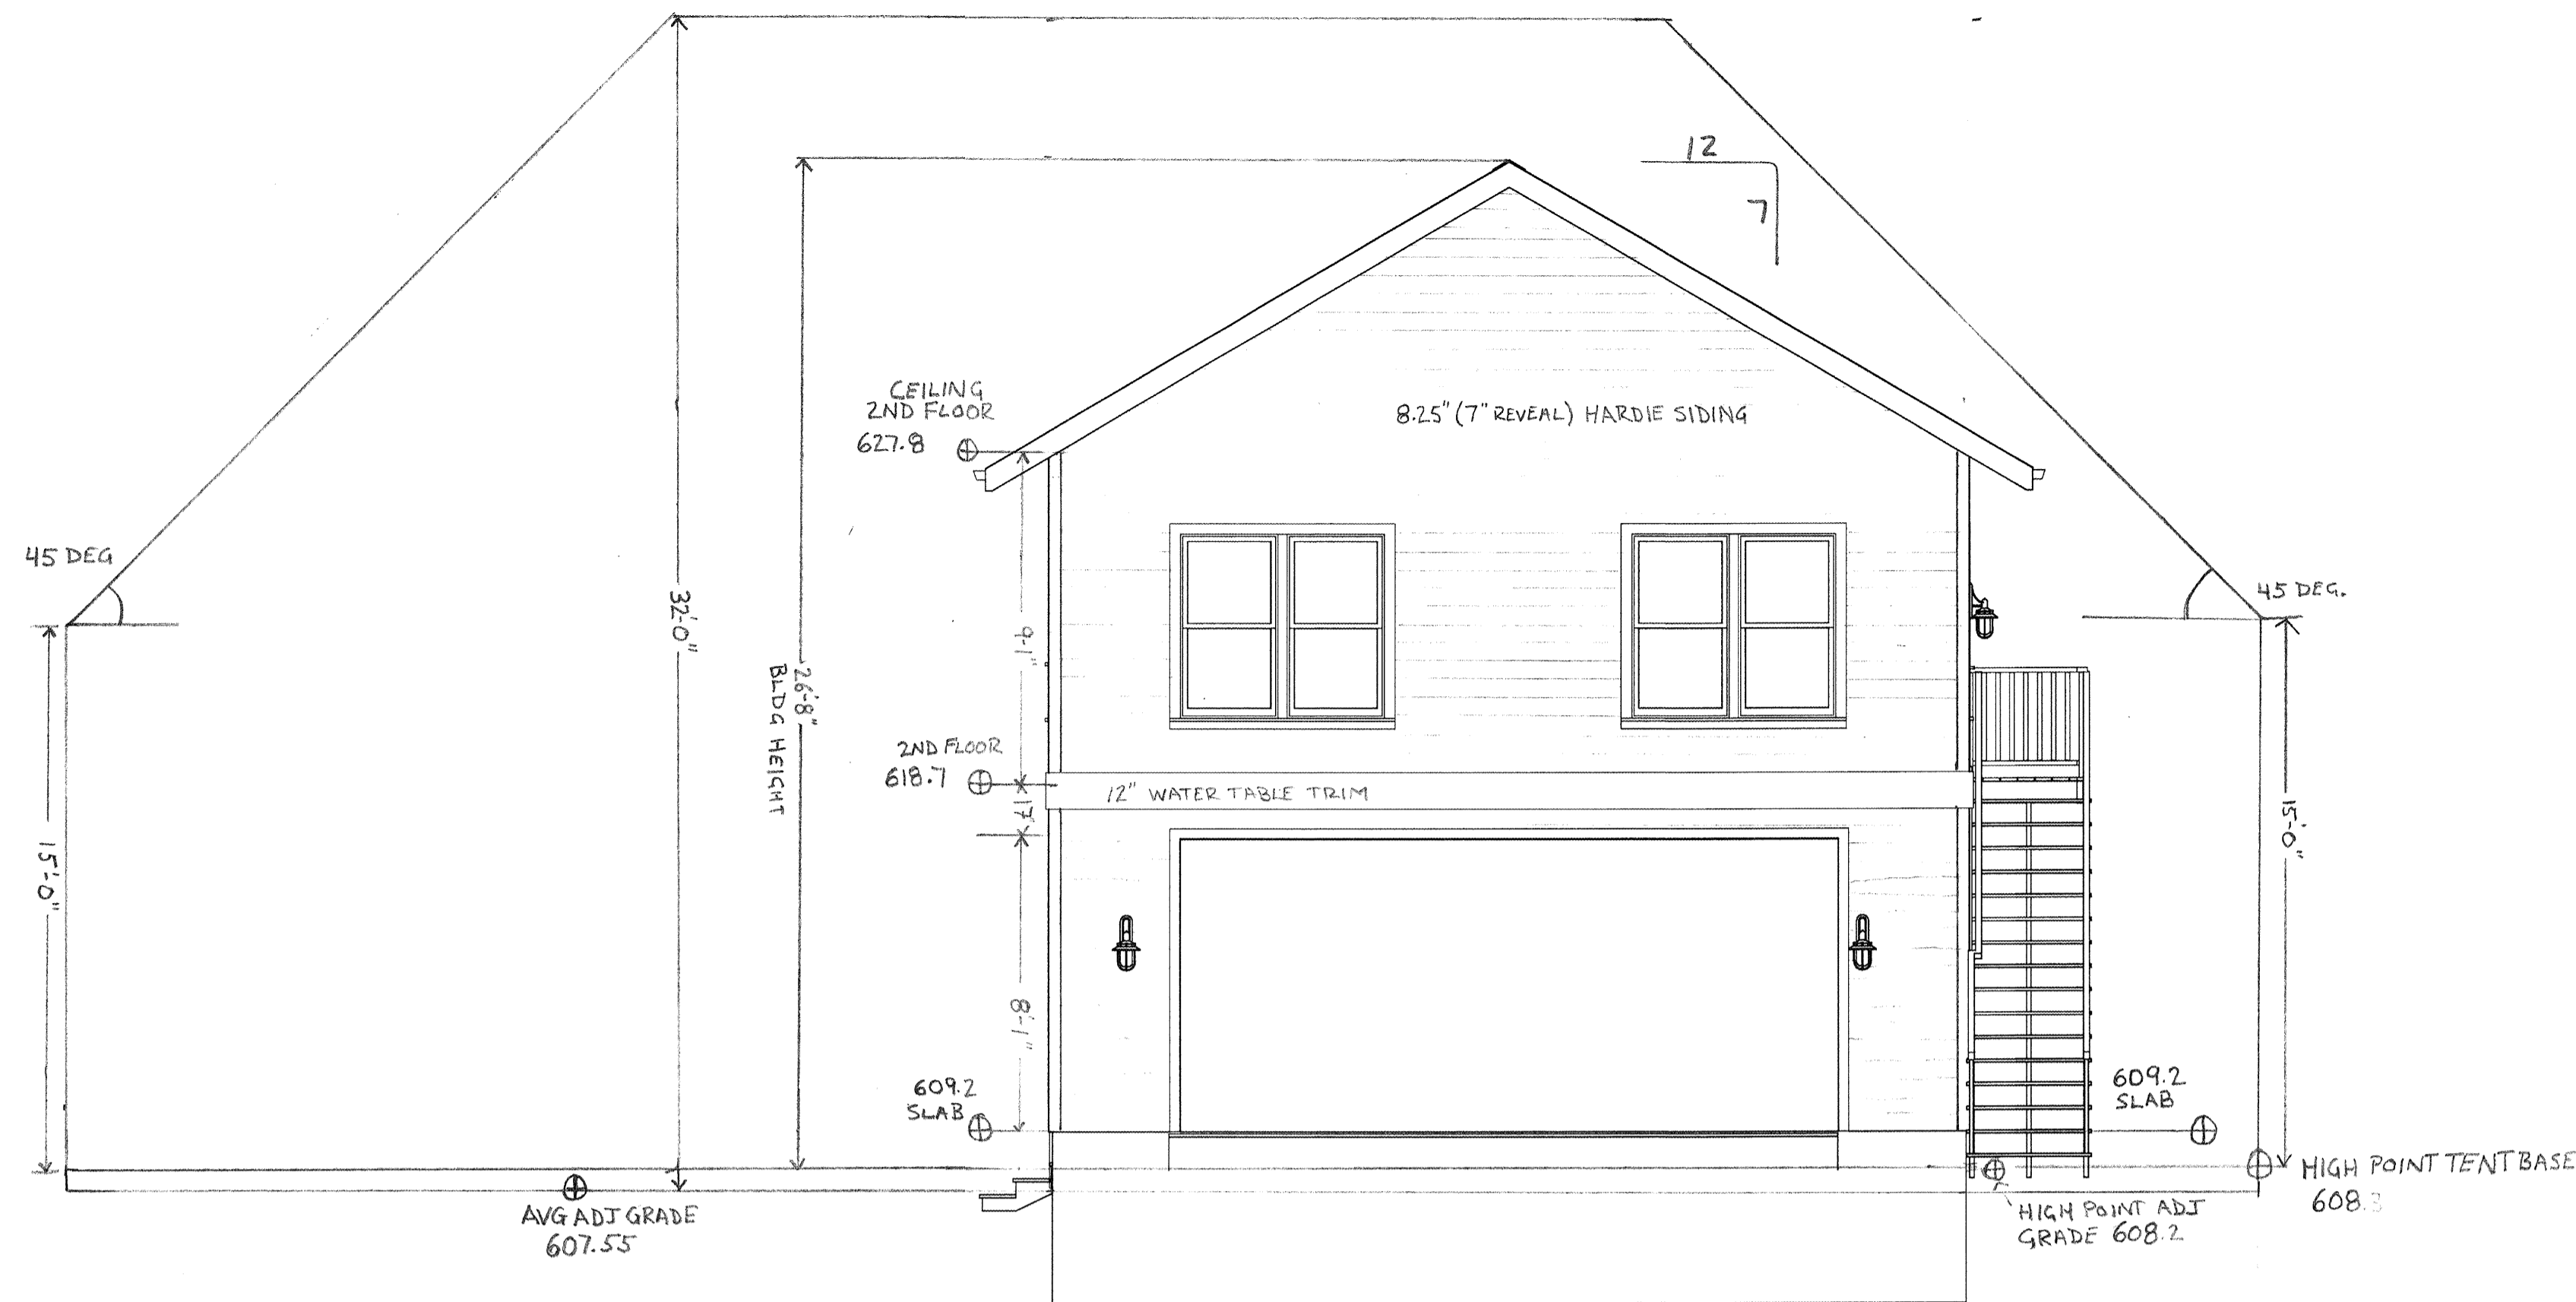 12
7
CEILING
2ND FLOOR
627.8
8.25" (7" REVEAL) HARDIE SIDING
45 DEG
45 DEG.
32'-0"
9'-1"
26'-8"
BLDG HEIGHT
2ND FLOOR
618.7
12" WATER TABLE TRIM
17"
15'-0"
15'-0"
8'-1"
609.2
SLAB
609.2
SLAB
HIGH POINT TENT BASE
608.3
AVG ADJ GRADE
607.55
HIGH POINT ADJ
GRADE 608.2